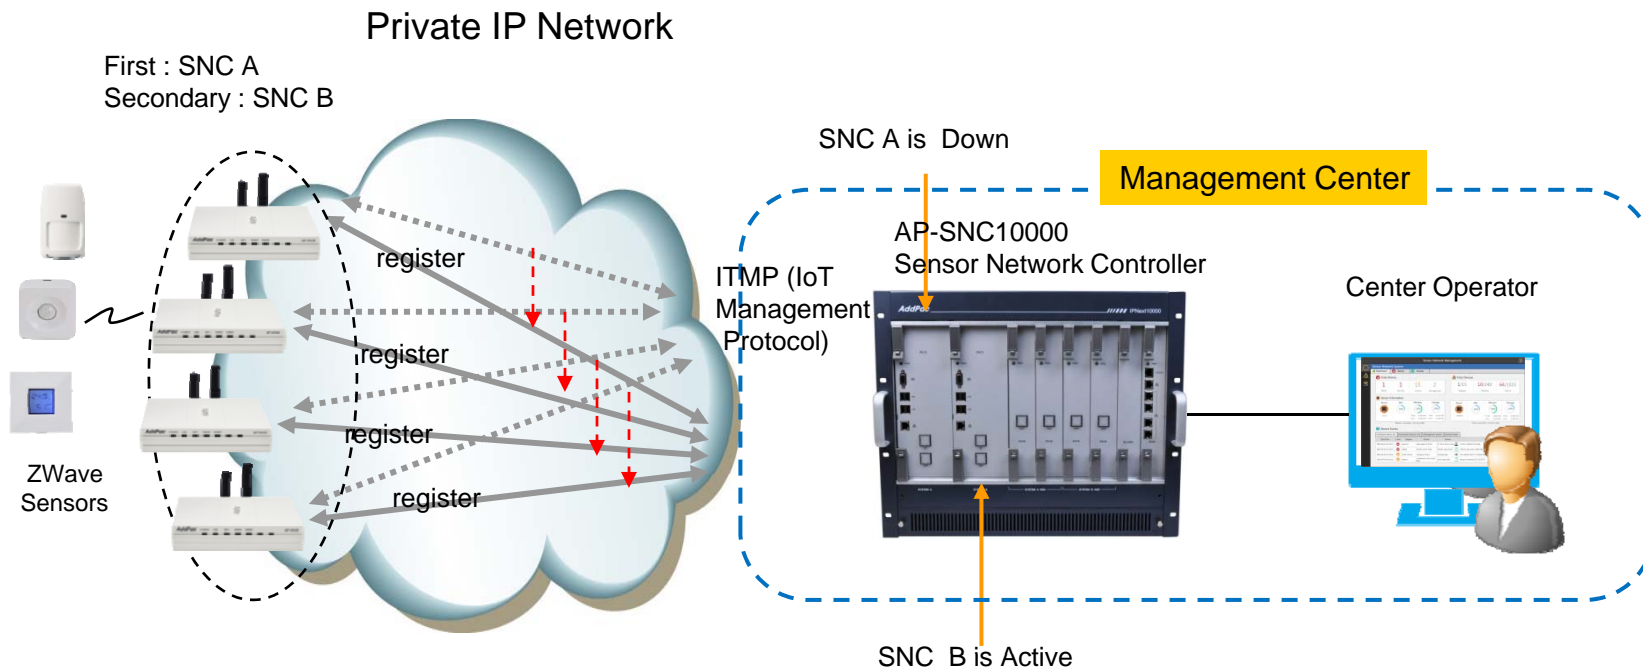 Private IP Network
First : SNC A
Secondary : SNC B
SNC A is Down
Management Center
AP-SNC10000
Sensor Network Controller
register
ITMP (IoT
Management
Protocol)
Center Operator
AddPac
IPNext10000
register
register
register
ZWave
Sensors
SNC B is Active